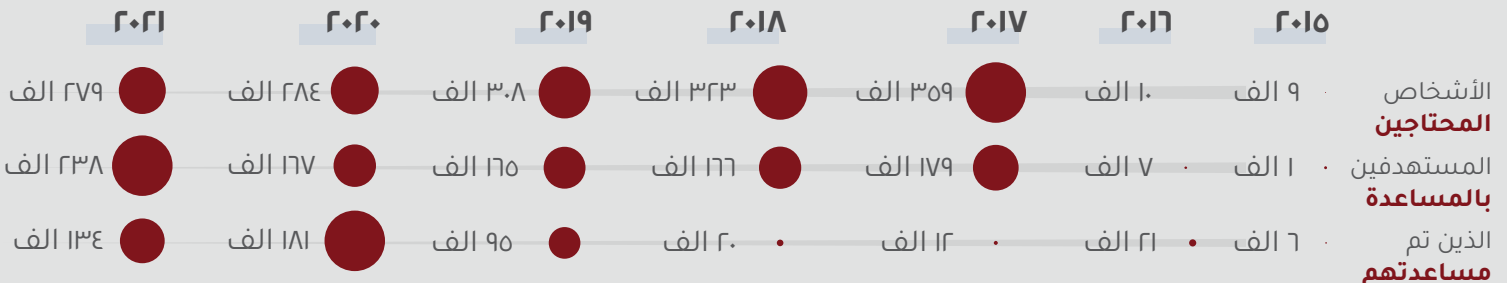 ٢٠١٥ ٢٠١٦ ٢٠١٧ ٢٠١٨ ٢٠١٩ ٢٠٢٠ ٢٠٢١
الأشخاص ٩ الف ١٠ الف ٣٥٩ الف ٣٢٣ الف ٣٠٨ الف ٢٨٤ الف ٢٧٩ الف
المحتاجين
المستهدفين ١ الف ٧ الف ١٧٩ الف ١٦٦ الف ١٦٥ الف ١٦٧ الف ٢٣٨ الف
بالمساعدة
الذين تم ٦ الف ٢١ الف ١٢ الف ٢٠ الف ٩٥ الف ١٨١ الف ١٣٤ الف
مساعدتهم